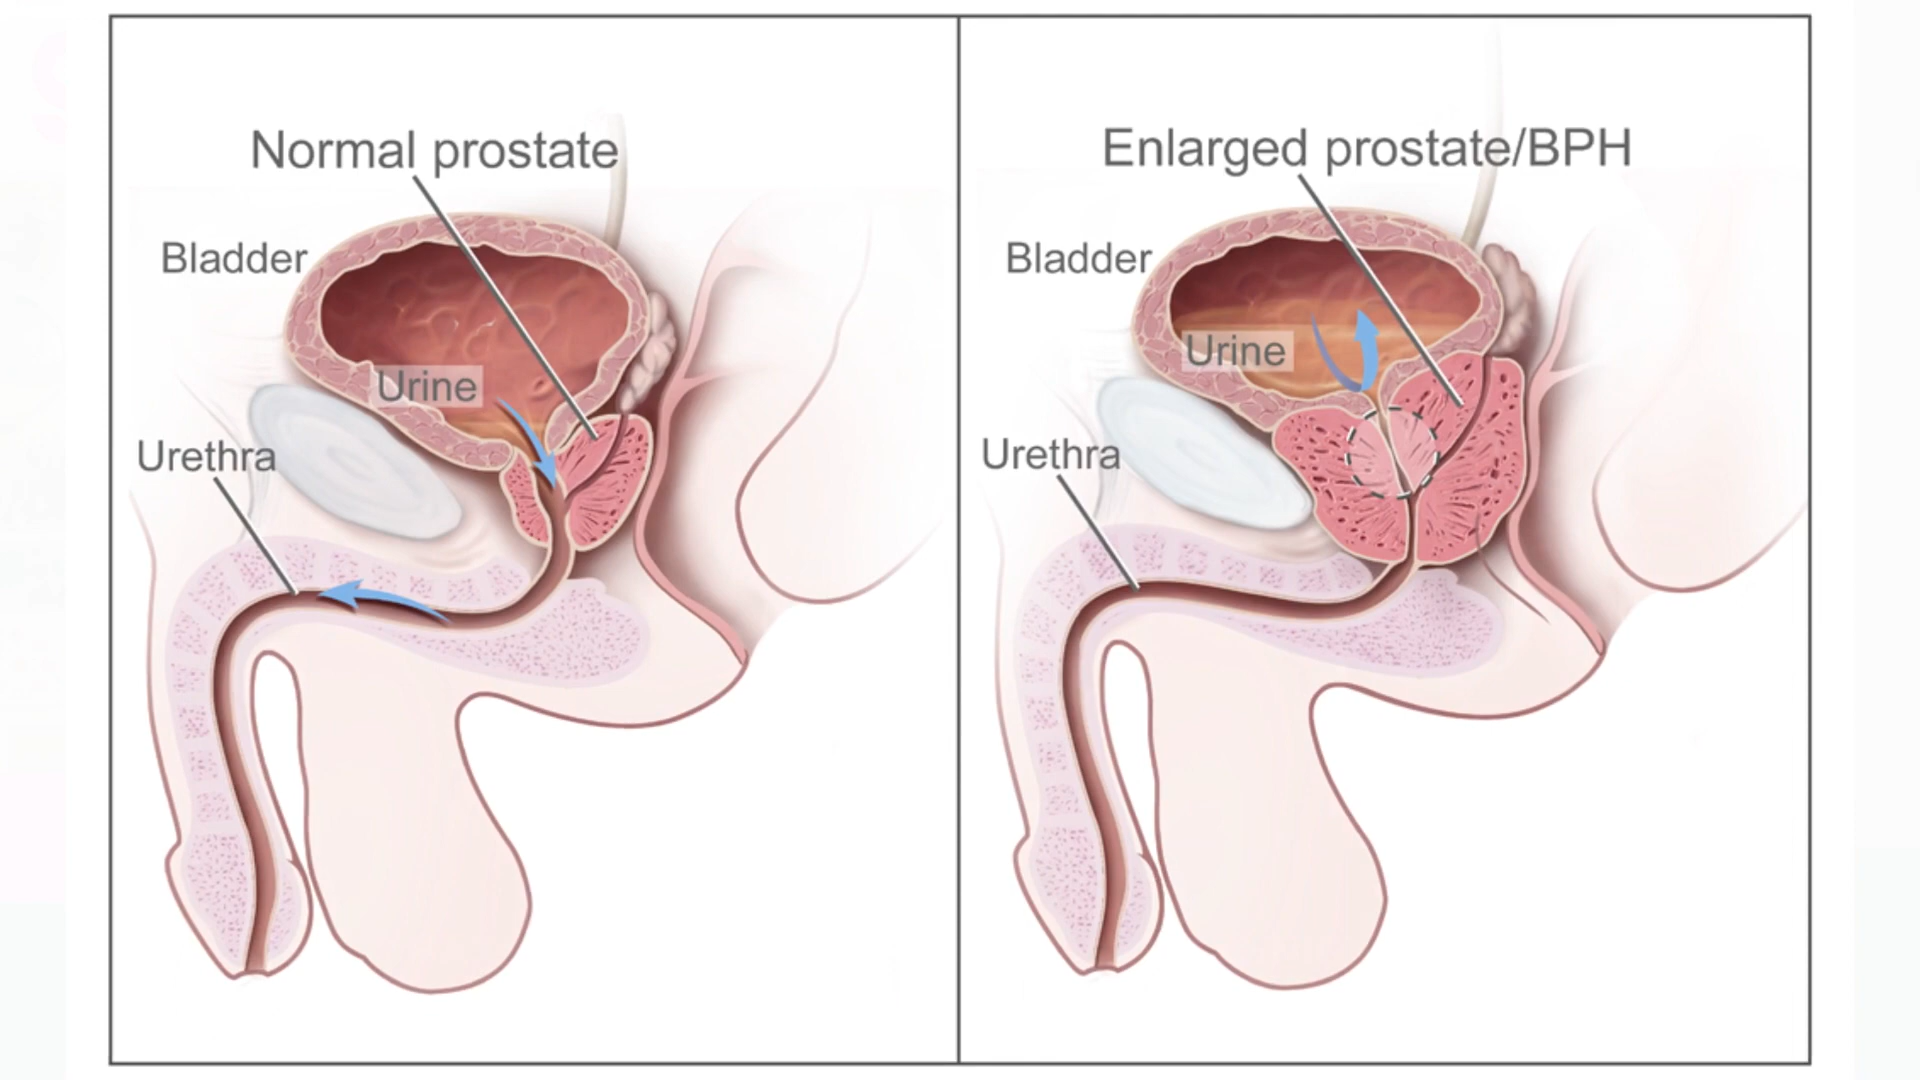 Normal prostate
Bladder
Urine
Urethra
Enlarged prostate/BPH
Bladder
Urine
Urethra